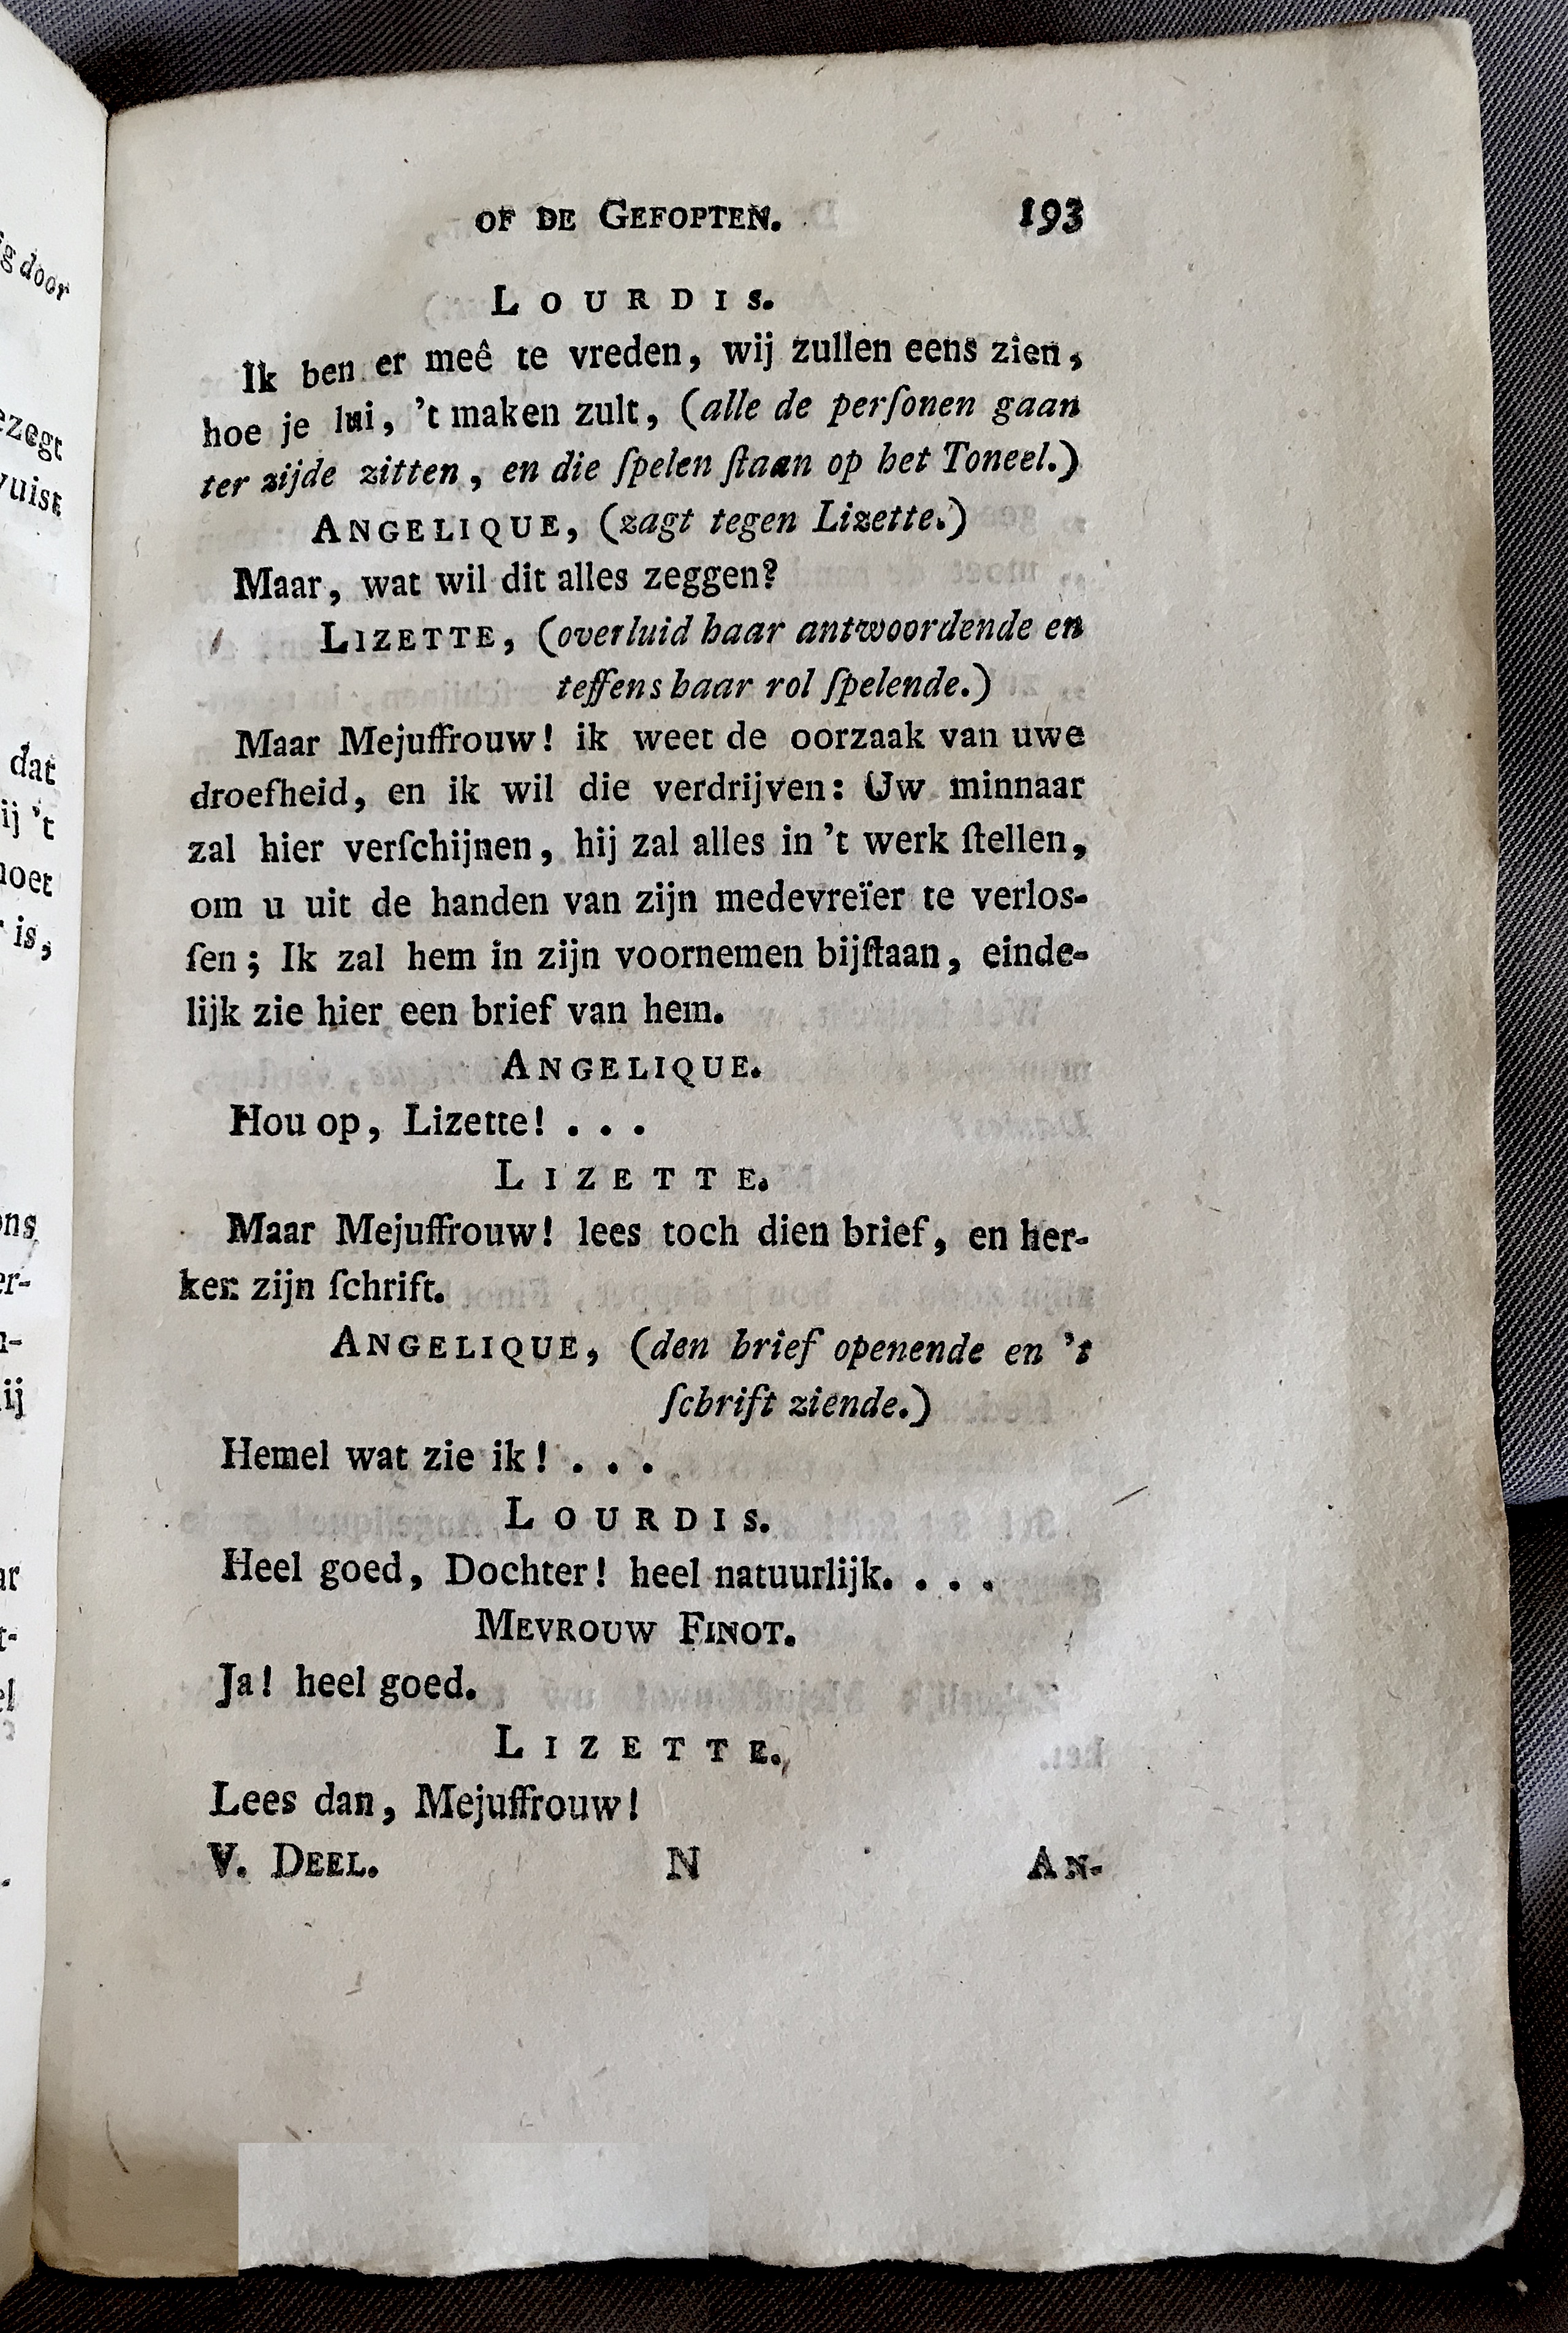 OF DE GEFOPTEN. 193
LOURDIS.
Ik ben er meê te vreden, wij zullen eens zien,
hoe je lui, 't maken zult, (alle de perſonen gaan
ter zijde zitten, en die ſpelen ſtaan op het Toneel.)
ANGELIQUE, (zagt tegen Lizette.)
Maar, wat wil dit alles zeggen?
LIZETTE, (overluid haar antwoordende en
teffens haar rol ſpelende.)
Maar Mejuffrouw! ik weet de oorzaak van uwe
droefheid, en ik wil die verdrijven: Uw minnaar
zal hier verſchijnen, hij zal alles in 't werk ſtellen,
om u uit de handen van zijn medevreïer te verlos-
ſen; Ik zal hem in zijn voornemen bijſtaan, einde-
lijk zie hier een brief van hem.
ANGELIQUE.
Hou op, Lizette! . . .
LIZETTE.
Maar Mejuffrouw! lees toch dien brief, en her-
ken zijn ſchrift.
ANGELIQUE, (den brief openende en 't
ſchrift ziende.)
Hemel wat zie ik! . . .
LOURDIS.
Heel goed, Dochter! heel natuurlijk. . . .
MEVROUW FINOT.
Ja! heel goed.
LIZETTE.
Lees dan, Mejuffrouw!
V. DEEL. N AN-